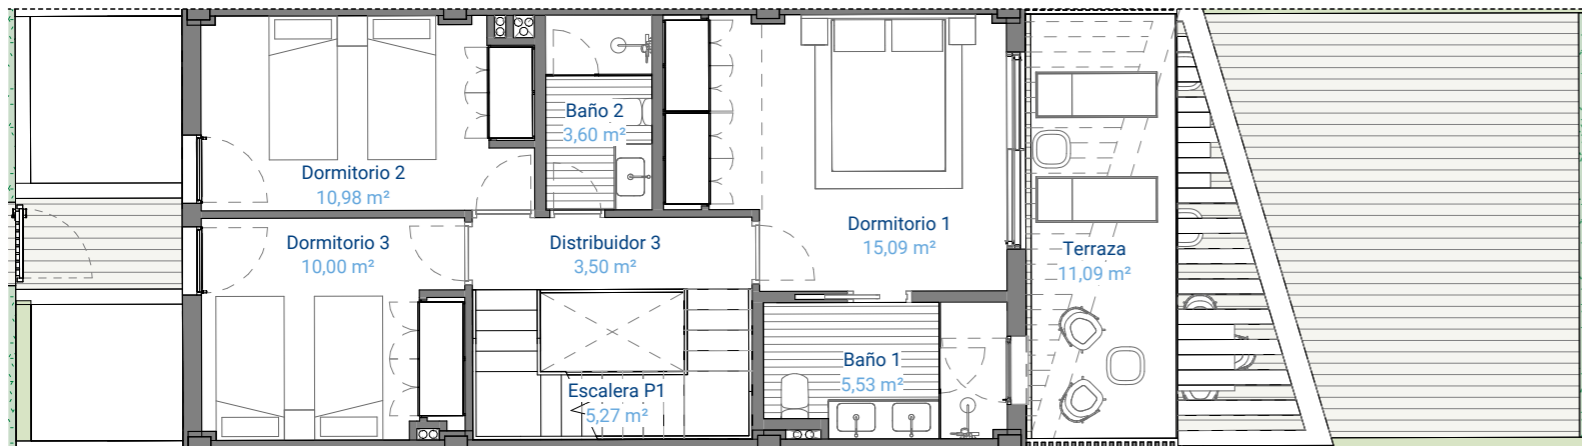 Baño 2
3,60 m²
Dormitorio 2
10,98 m²
Dormitorio 1
15,09 m²
Dormitorio 3
10,00 m²
Distribuidor 3
3,50 m²
Terraza
11,09 m²
Baño 1
5,53 m²
Escalera P1
5,27 m²